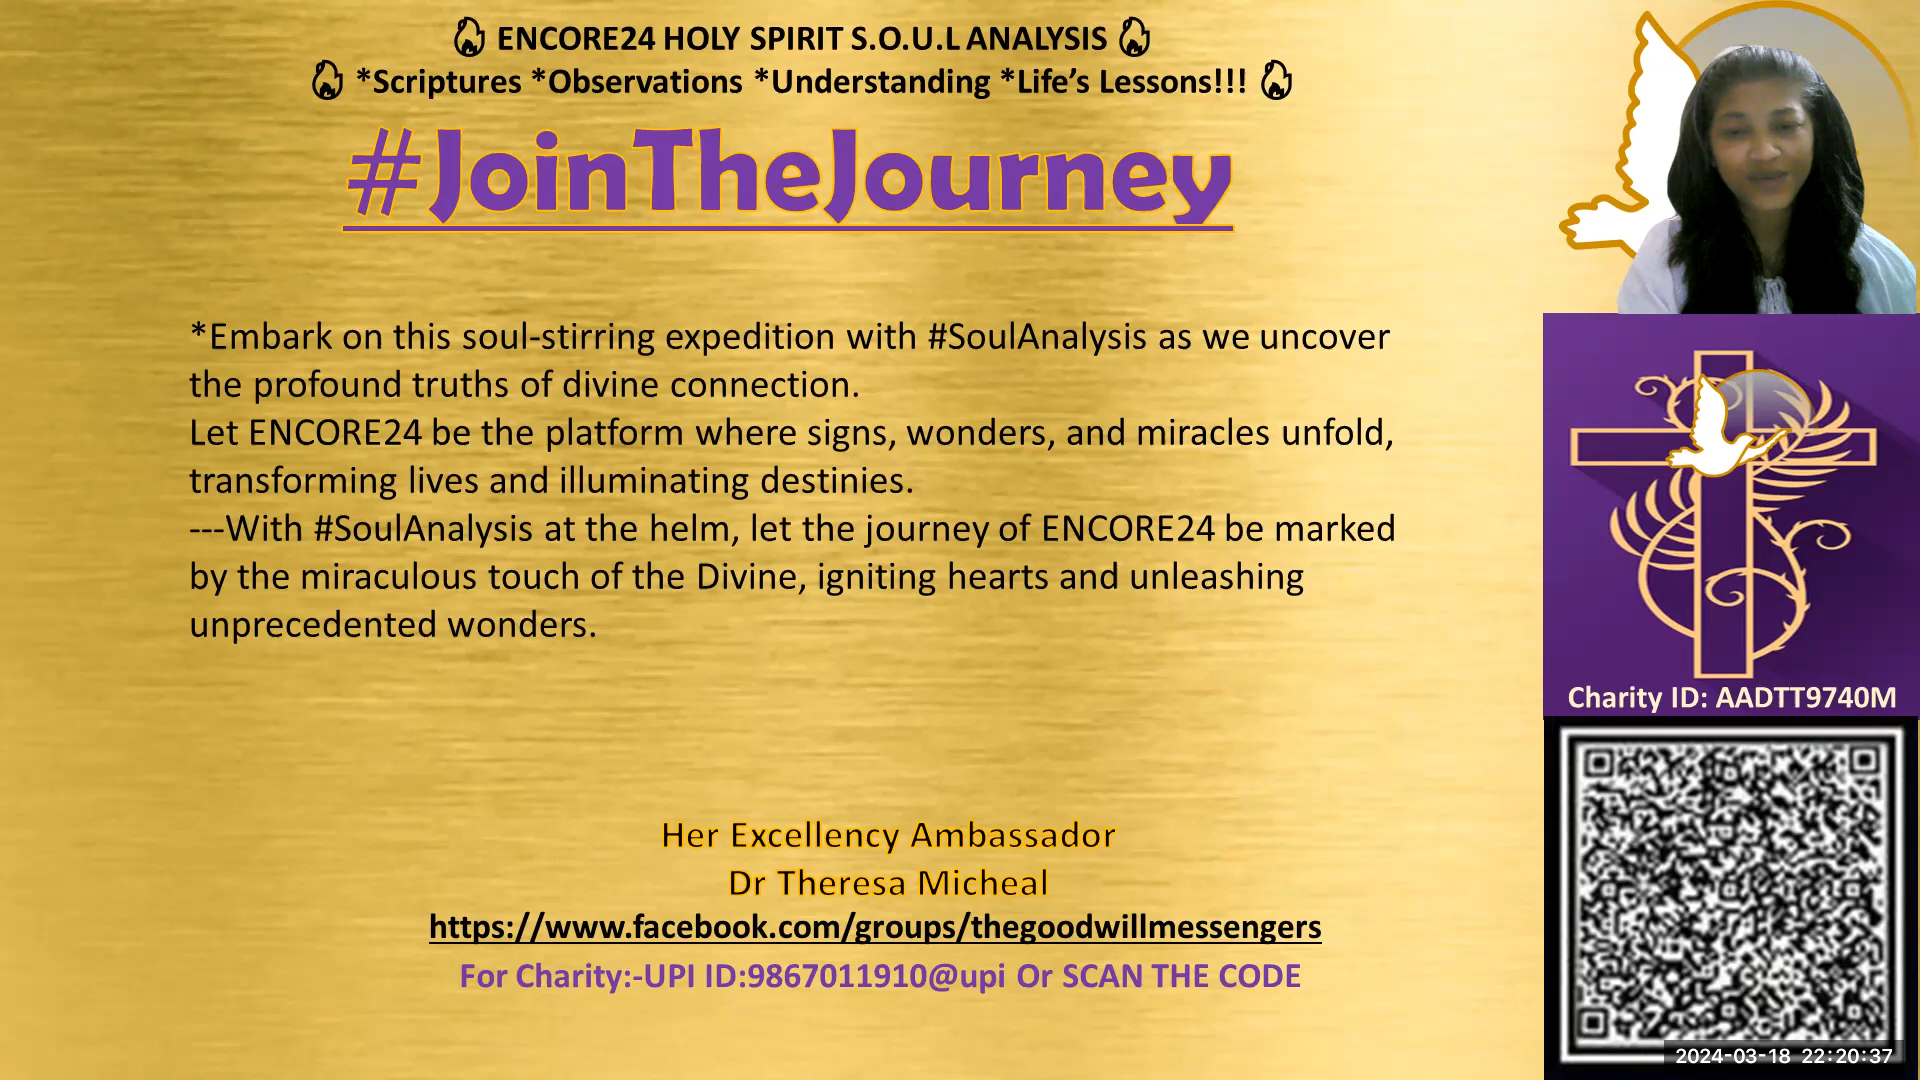 🔥 ENCORE24 HOLY SPIRIT S.O.U.L ANALYSIS 🔥
🔥 *Scriptures *Observations *Understanding *Life’s Lessons!!! 🔥
#JoinTheJourney
*Embark on this soul-stirring expedition with #SoulAnalysis as we uncover
the profound truths of divine connection.
Let ENCORE24 be the platform where signs, wonders, and miracles unfold,
transforming lives and illuminating destinies.
---With #SoulAnalysis at the helm, let the journey of ENCORE24 be marked
by the miraculous touch of the Divine, igniting hearts and unleashing
unprecedented wonders.
Her Excellency Ambassador
Dr Theresa Micheal
https://www.facebook.com/groups/thegoodwillmessengers
For Charity:-UPI ID:9867011910@upi Or SCAN THE CODE
Charity ID: AADTT9740M
2024-03-18 22:20:37